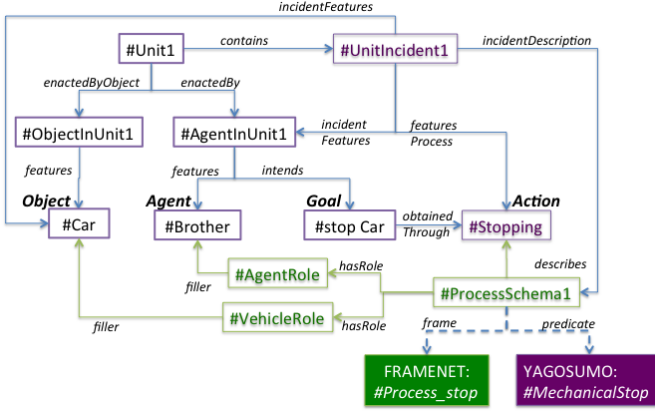 incidentFeatures
#Unit1
contains
#UnitIncident1
incidentDescription
enactedByObject
enactedBy
#ObjectInUnit1
#AgentInUnit1
incident
Features
features
Process
features
features
intends
Object
Agent
Goal
Action
#Car
#Brother
#stop Car
obtained
Through
#Stopping
#AgentRole
hasRole
describes
filler
#ProcessSchema1
#VehicleRole
filler
hasRole
frame
predicate
FRAMENET:
#Process_stop
YAGOSUMO:
#MechanicalStop